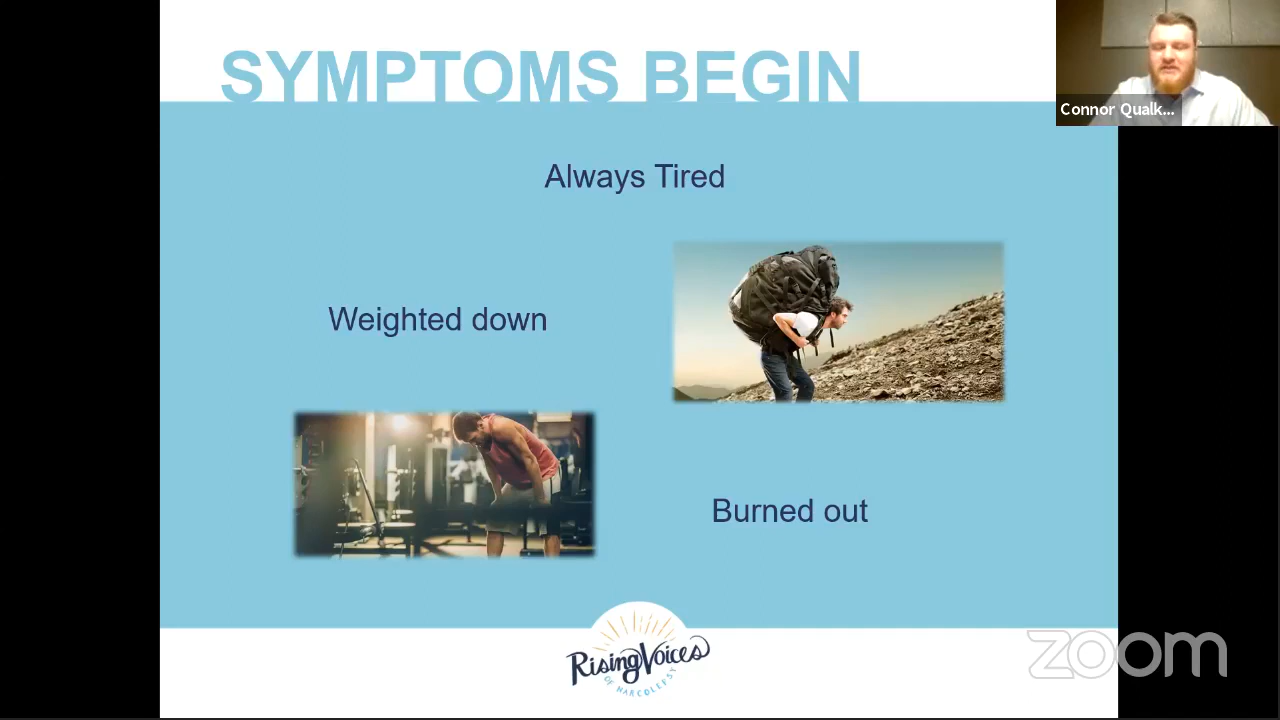 SYMPTOMS BEGIN
Connor Qualk...
Always Tired
Weighted down
Burned out
Rising Voices
OF NARCOLEPSY
zoom